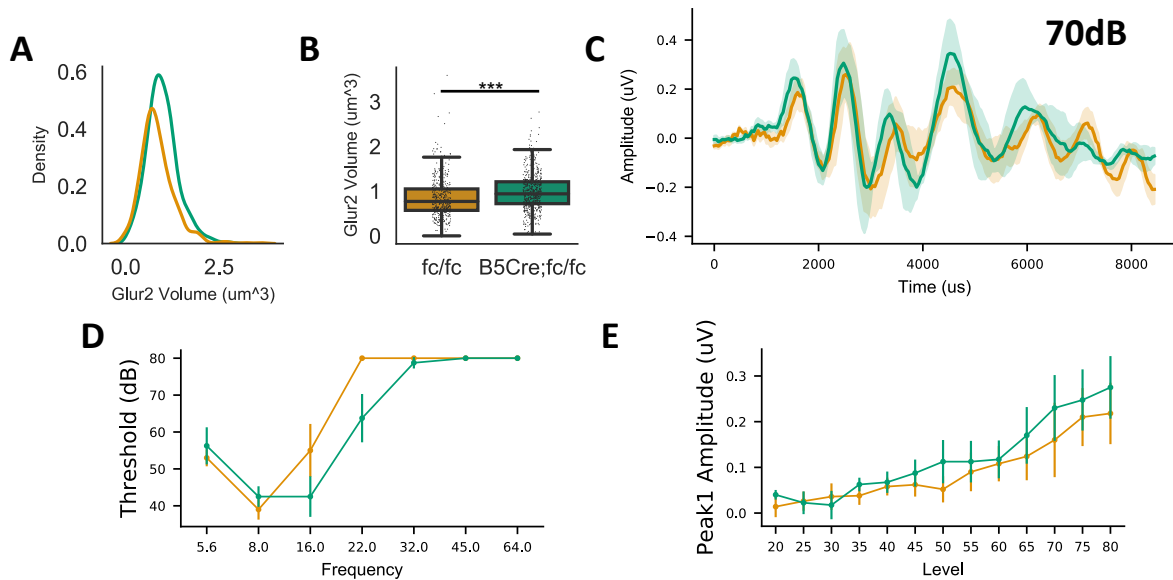 A
0.6
0.4
0.2
0.0
Density
0.0 2.5
Glur2 Volume (um^3)
B
***
3
2
1
0
Glur2 Volume (um^3)
fc/fc B5Cre;fc/fc
C
70dB
0.4
0.2
0.0
−0.2
−0.4
Amplitude (uV)
0 2000 4000 6000 8000
Time (us)
D
80
70
60
50
40
Threshold (dB)
5.6 8.0 16.0 22.0 32.0 45.0 64.0
Frequency
E
0.3
0.2
0.1
0.0
Peak1 Amplitude (uV)
20 25 30 35 40 45 50 55 60 65 70 75 80
Level